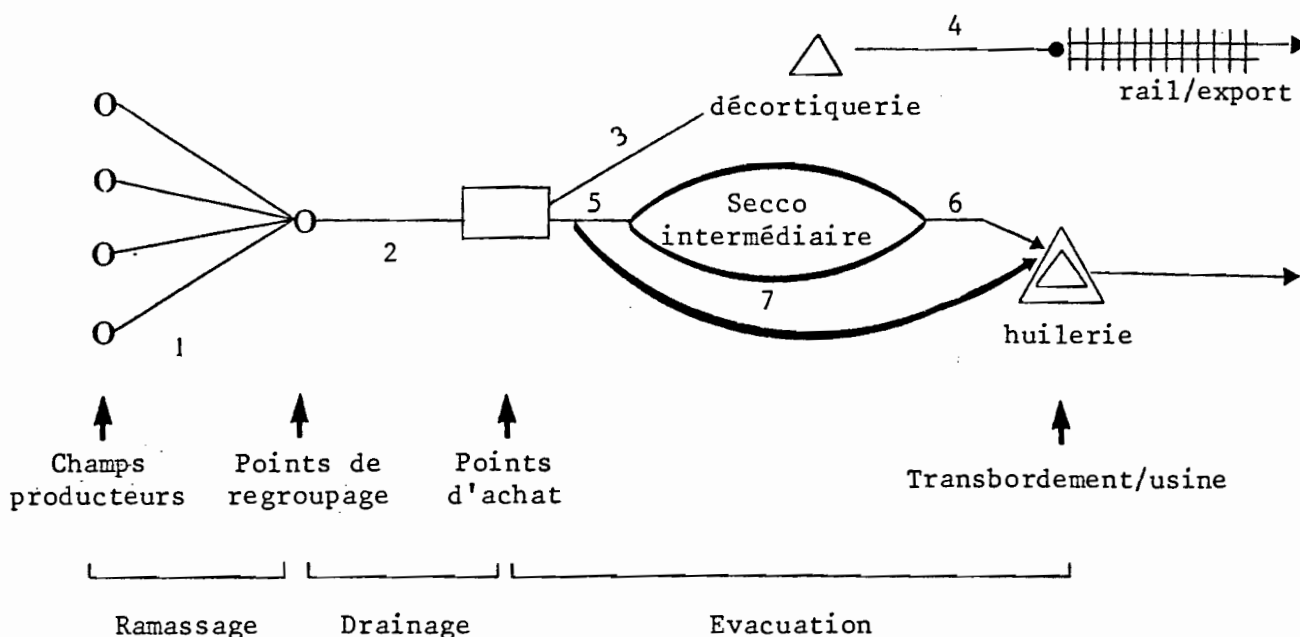 4
rail/export
décortiquerie
3
1
2
5
Secco
intermédiaire
6
7
huilerie
Champs
producteurs
Points de
regroupage
Points
d'achat
Transbordement/usine
Ramassage
Drainage
Evacuation